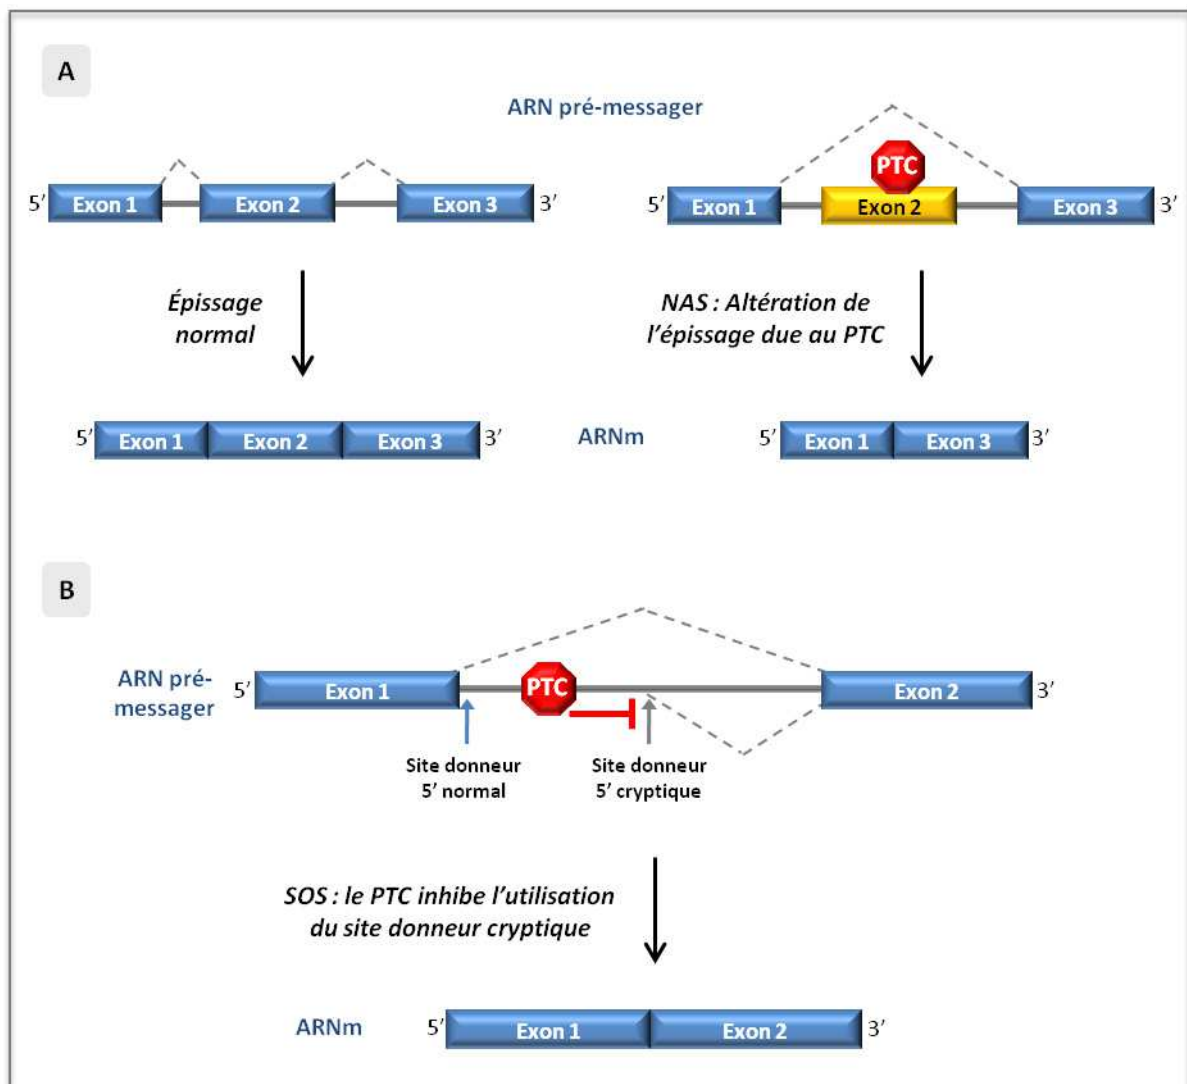 A
ARN pré-messager
PTC
5' Exon 1 Exon 2 Exon 3 3'
5' Exon 1 Exon 2 Exon 3 3'
Épissage
normal
NAS : Altération de
l'épissage due au PTC
5' Exon 1 Exon 2 Exon 3 3'
ARNm
5' Exon 1 Exon 3 3'
B
ARN pré-
messager
5' Exon 1 PTC Exon 2 3'
Site donneur
5' normal
Site donneur
5' cryptique
SOS : le PTC inhibe l'utilisation
du site donneur cryptique
ARNm
5' Exon 1 Exon 2 3'